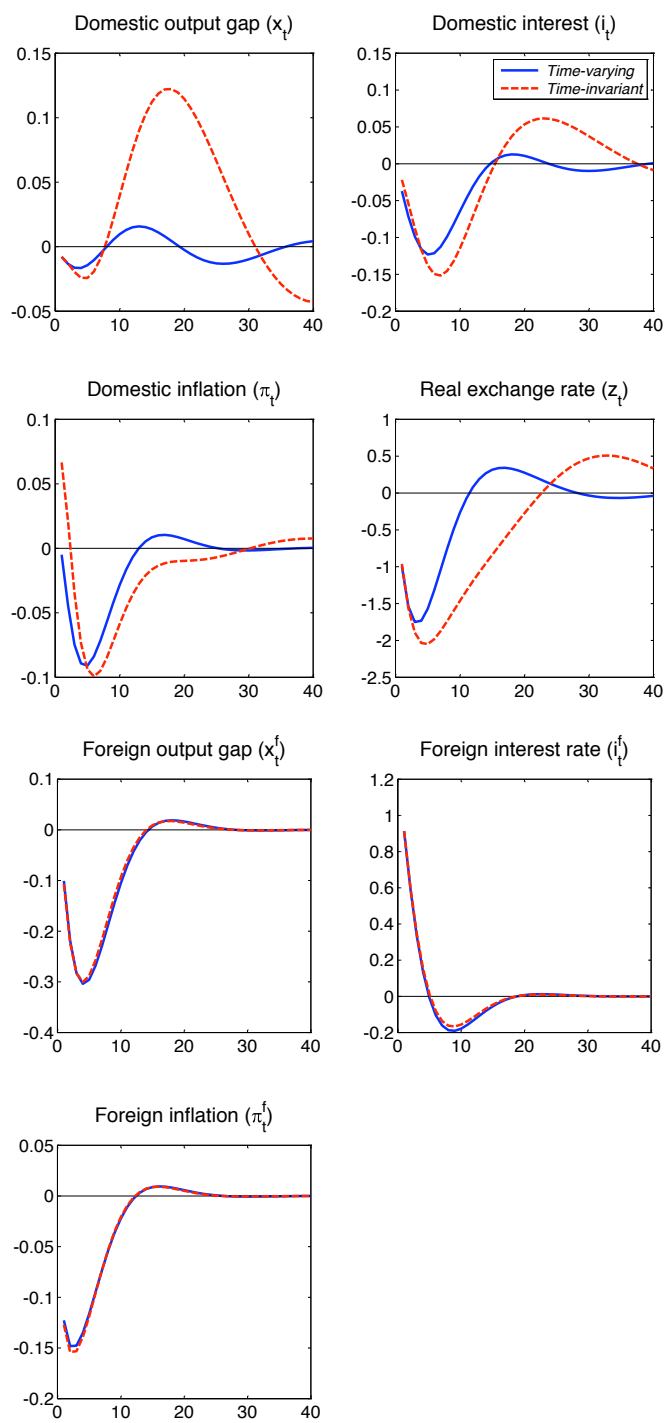 Domestic output gap (x_t)
0.15
0.1
0.05
0
-0.05
0 10 20 30 40
Domestic interest (i_t)
0.15
0.1
0.05
0
-0.05
-0.1
-0.15
-0.2
0 10 20 30 40
Time-varying
Time-invariant
Domestic inflation (π_t)
0.1
0.05
0
-0.05
-0.1
0 10 20 30 40
Real exchange rate (z_t)
1
0.5
0
-0.5
-1
-1.5
-2
-2.5
0 10 20 30 40
Foreign output gap (x_t^f)
0.1
0
-0.1
-0.2
-0.3
-0.4
0 10 20 30 40
Foreign interest rate (i_t^f)
1.2
1
0.8
0.6
0.4
0.2
0
-0.2
0 10 20 30 40
Foreign inflation (π_t^f)
0.05
0
-0.05
-0.1
-0.15
-0.2
0 10 20 30 40